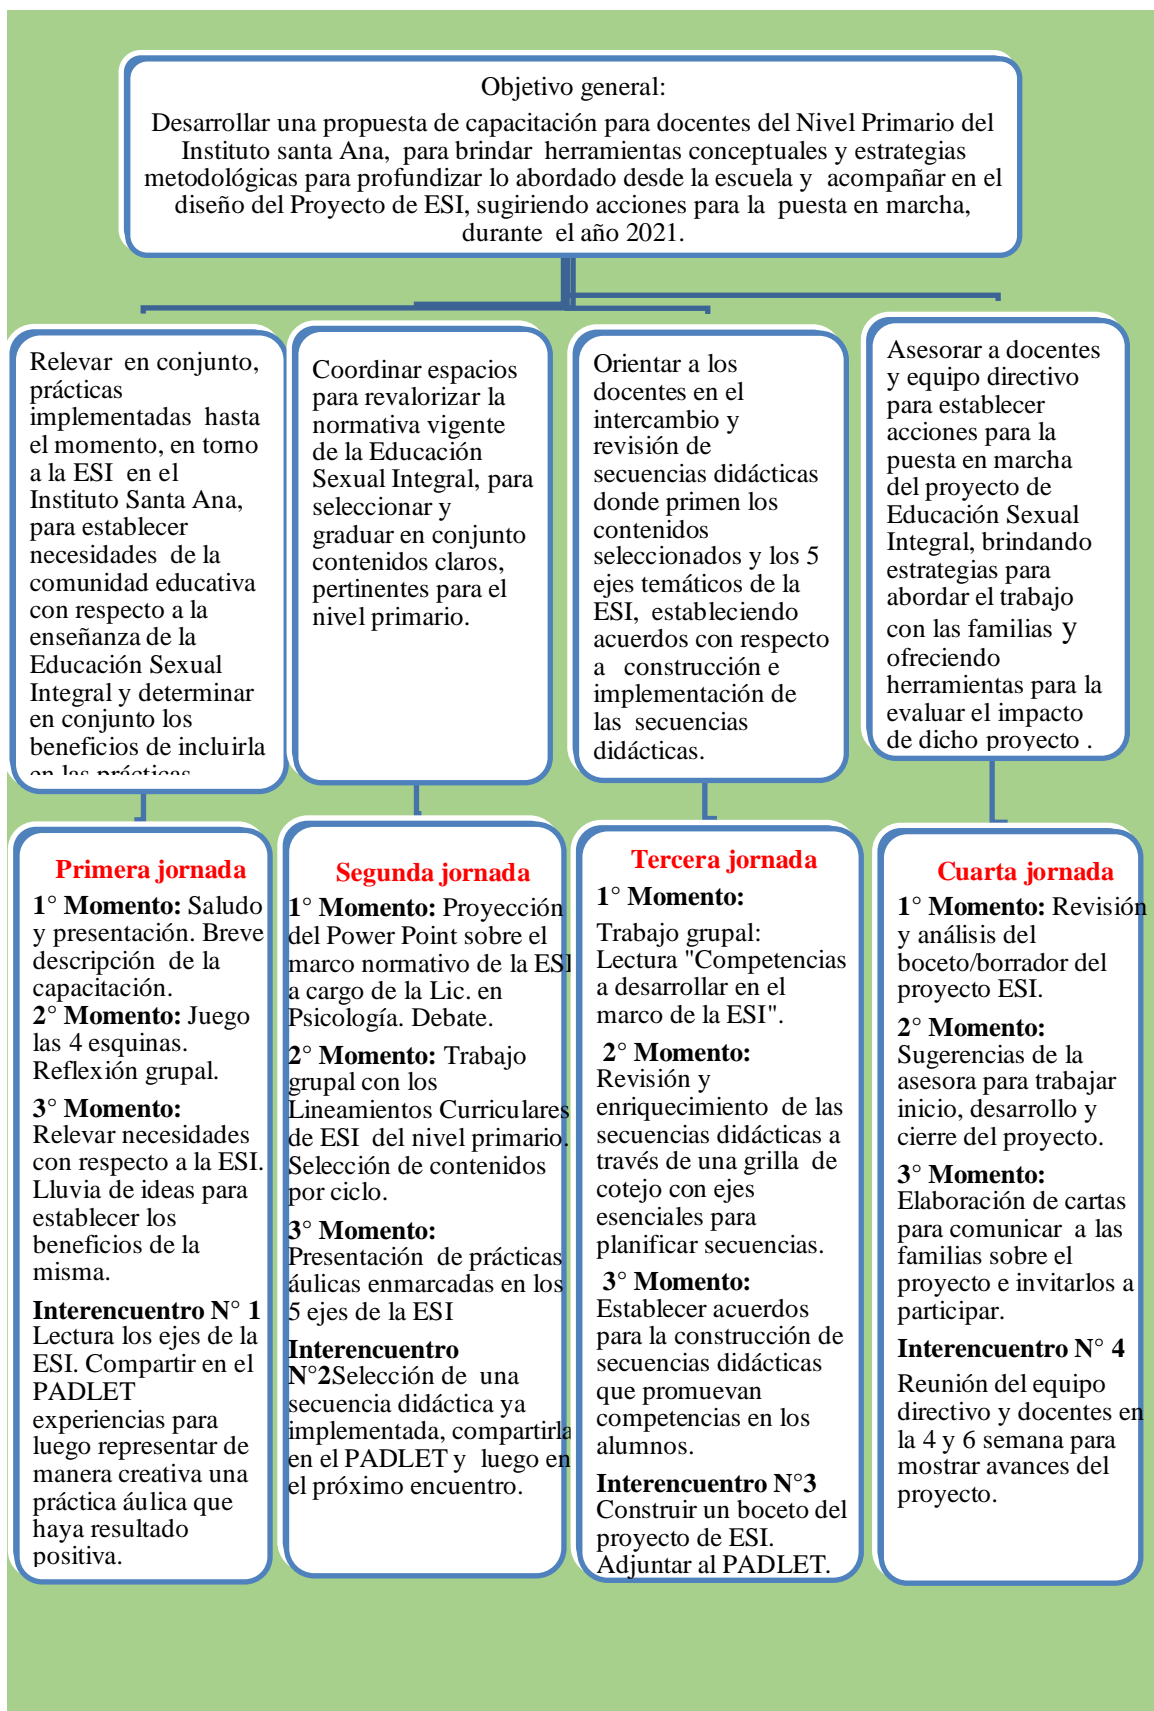 Objetivo general:
Desarrollar una propuesta de capacitación para docentes del Nivel Primario del
Instituto santa Ana, para brindar herramientas conceptuales y estrategias
metodológicas para profundizar lo abordado desde la escuela y acompañar en el
diseño del Proyecto de ESI, sugiriendo acciones para la puesta en marcha,
durante el año 2021.
Relevar en conjunto,
prácticas
implementadas hasta
el momento, en torno
a la ESI en el
Instituto Santa Ana,
para establecer
necesidades de la
comunidad educativa
con respecto a la
enseñanza de la
Educación Sexual
Integral y determinar
en conjunto los
beneficios de incluirla
en las prácticas
Coordinar espacios
para revalorizar la
normativa vigente
de la Educación
Sexual Integral, para
seleccionar y
graduar en conjunto
contenidos claros,
pertinentes para el
nivel primario.
Orientar a los
docentes en el
intercambio y
revisión de
secuencias didácticas
donde primen los
contenidos
seleccionados y los 5
ejes temáticos de la
ESI, estableciendo
acuerdos con respecto
a construcción e
implementación de
las secuencias
didácticas.
Asesorar a docentes
y equipo directivo
para establecer
acciones para la
puesta en marcha
del proyecto de
Educación Sexual
Integral, brindando
estrategias para
abordar el trabajo
con las familias y
ofreciendo
herramientas para la
evaluar el impacto
de dicho proyecto .
Primera jornada
1° Momento: Saludo
y presentación. Breve
descripción de la
capacitación.
2° Momento: Juego
las 4 esquinas.
Reflexión grupal.
3° Momento:
Relevar necesidades
con respecto a la ESI.
Lluvia de ideas para
establecer los
beneficios de la
misma.
Interencuentro N° 1
Lectura los ejes de la
ESI. Compartir en el
PADLET
experiencias para
luego representar de
manera creativa una
práctica áulica que
haya resultado
positiva.
Segunda jornada
1° Momento: Proyección
del Power Point sobre el
marco normativo de la ESI
a cargo de la Lic. en
Psicología. Debate.
2° Momento: Trabajo
grupal con los
Lineamientos Curriculares
de ESI del nivel primario.
Selección de contenidos
por ciclo.
3° Momento:
Presentación de prácticas
áulicas enmarcadas en los
5 ejes de la ESI
Interencuentro
N°2Selección de una
secuencia didáctica ya
implementada, compartirla
en el PADLET y luego en
el próximo encuentro.
Tercera jornada
1° Momento:
Trabajo grupal:
Lectura "Competencias
a desarrollar en el
marco de la ESI".
2° Momento:
Revisión y
enriquecimiento de las
secuencias didácticas a
través de una grilla de
cotejo con ejes
esenciales para
planificar secuencias.
3° Momento:
Establecer acuerdos
para la construcción de
secuencias didácticas
que promuevan
competencias en los
alumnos.
Interencuentro N°3
Construir un boceto del
proyecto de ESI.
Adjuntar al PADLET.
Cuarta jornada
1° Momento: Revisión
y análisis del
boceto/borrador del
proyecto ESI.
2° Momento:
Sugerencias de la
asesora para trabajar
inicio, desarrollo y
cierre del proyecto.
3° Momento:
Elaboración de cartas
para comunicar a las
familias sobre el
proyecto e invitarlos a
participar.
Interencuentro N° 4
Reunión del equipo
directivo y docentes en
la 4 y 6 semana para
mostrar avances del
proyecto.